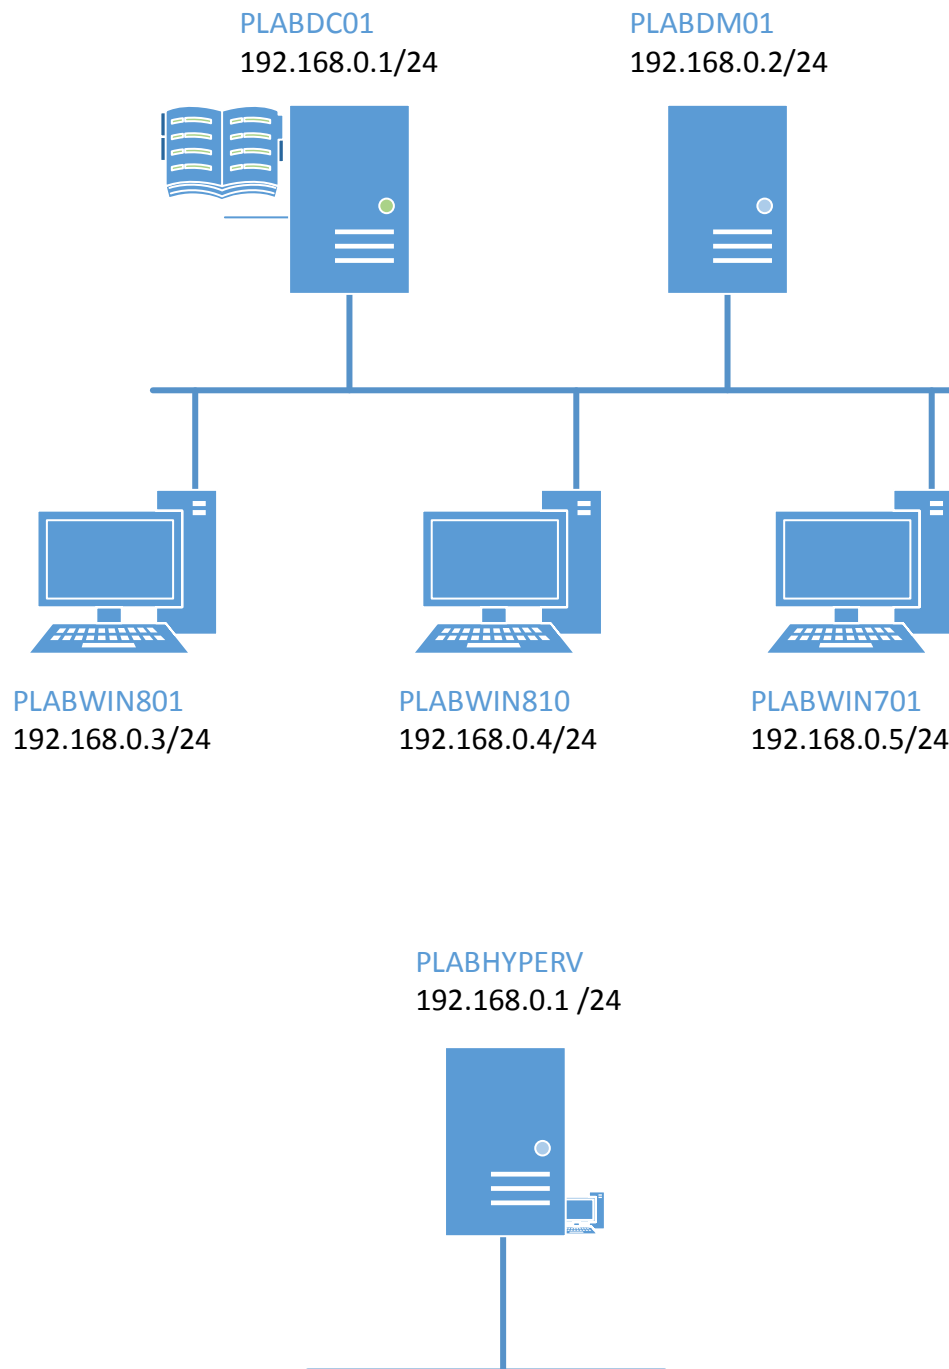 PLABDC01
192.168.0.1/24
PLABDM01
192.168.0.2/24
PLABWIN801
192.168.0.3/24
PLABWIN810
192.168.0.4/24
PLABWIN701
192.168.0.5/24
PLABHYPERV
192.168.0.1 /24